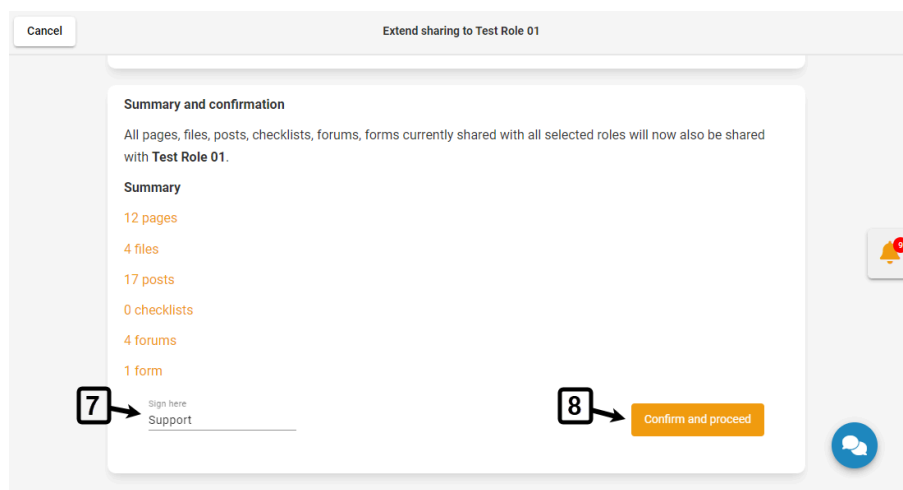 Cancel
Extend sharing to Test Role 01
Summary and confirmation
All pages, files, posts, checklists, forums, forms currently shared with all selected roles will now also be shared
with Test Role 01.
Summary
12 pages
4 files
17 posts
0 checklists
4 forums
1 form
7
Sign here
Support
8
Confirm and proceed
9